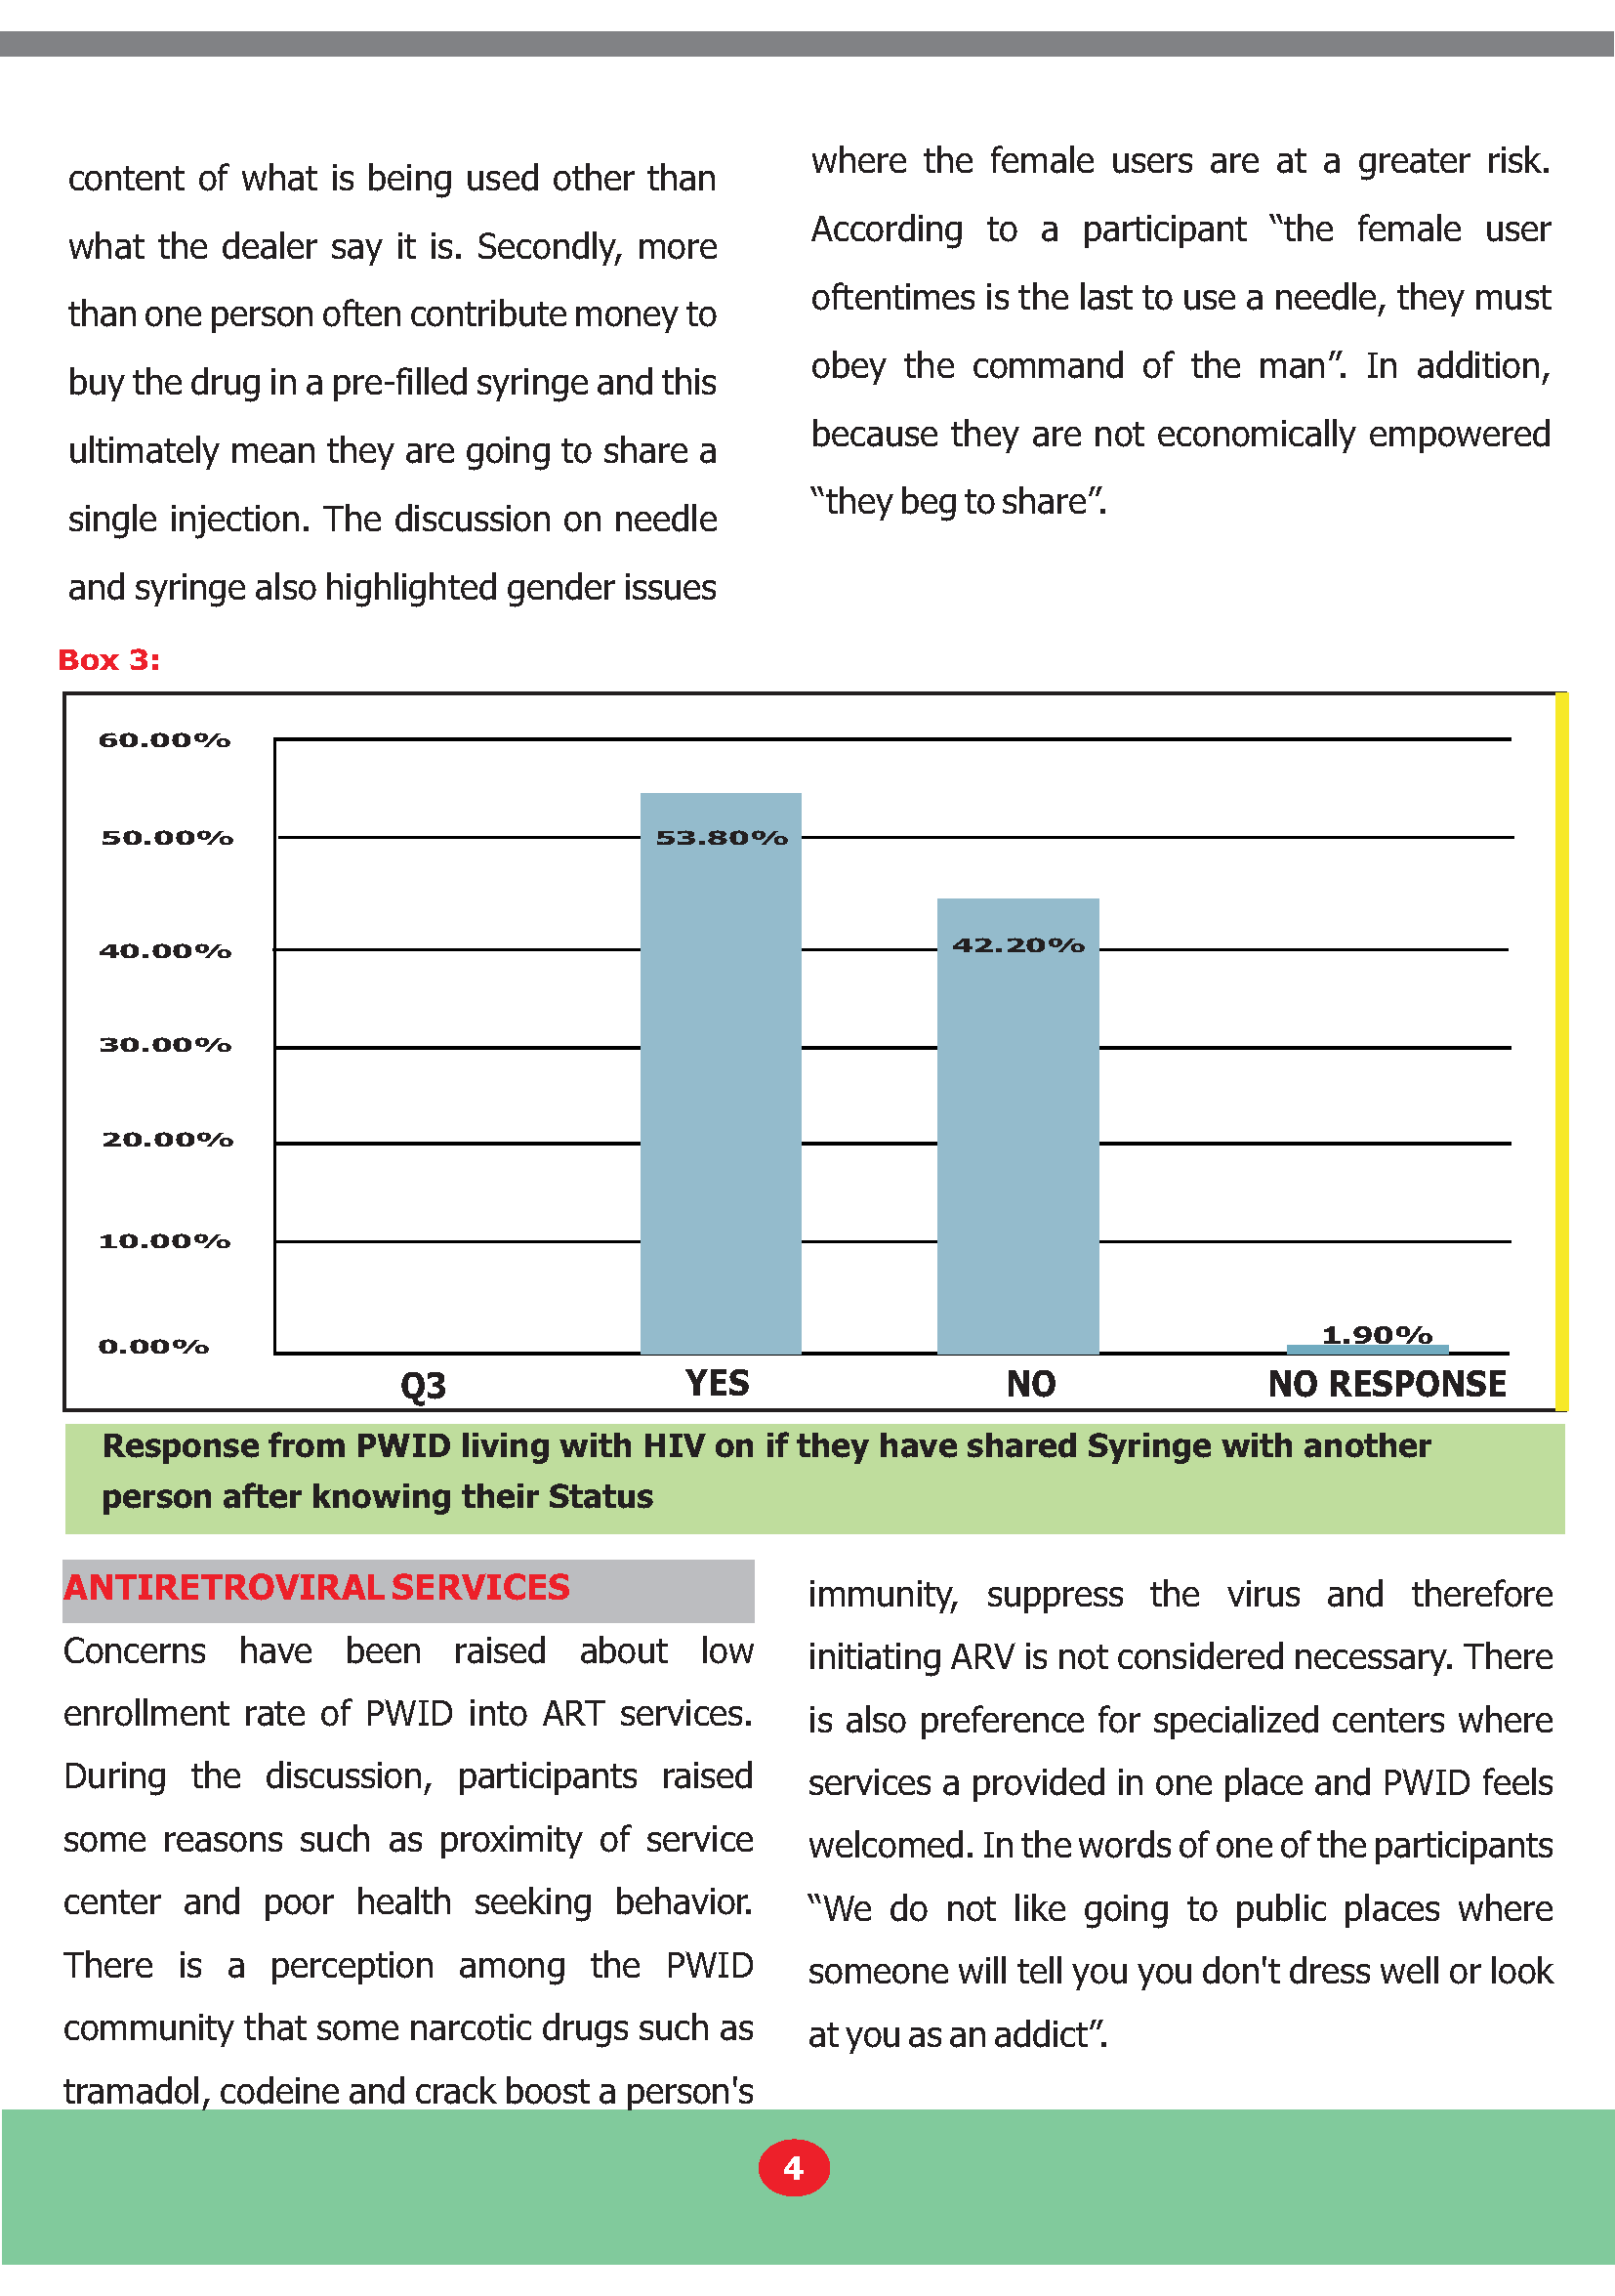 content of what is being used other than
what the dealer say it is. Secondly, more
than one person often contribute money to
buy the drug in a pre-filled syringe and this
ultimately mean they are going to share a
single injection. The discussion on needle
and syringe also highlighted gender issues
where the female users are at a greater risk.
According to a participant “the female user
oftentimes is the last to use a needle, they must
obey the command of the man”. In addition,
because they are not economically empowered
“they beg to share”.
Box 3:
60.00%
50.00%
40.00%
30.00%
20.00%
10.00%
0.00%
53.80%
42.20%
1.90%
Q3 YES NO NO RESPONSE
Response from PWID living with HIV on if they have shared Syringe with another
person after knowing their Status
ANTIRETROVIRAL SERVICES
Concerns have been raised about low
enrollment rate of PWID into ART services.
During the discussion, participants raised
some reasons such as proximity of service
center and poor health seeking behavior.
There is a perception among the PWID
community that some narcotic drugs such as
tramadol, codeine and crack boost a person's
immunity, suppress the virus and therefore
initiating ARV is not considered necessary. There
is also preference for specialized centers where
services a provided in one place and PWID feels
welcomed. In the words of one of the participants
“We do not like going to public places where
someone will tell you you don't dress well or look
at you as an addict”.
4